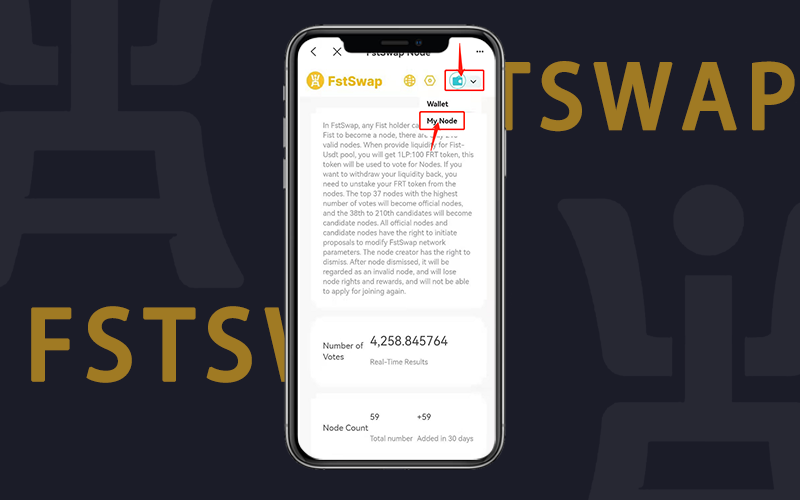 FstSwap Node
FstSwap
Wallet
My Node
In FstSwap, any Fist holder
Fist to become a node, there are
valid nodes. When provide liquidity for Fist-
Usdt pool, you will get 1LP:100 FRT token, this
token will be used to vote for Nodes. If you
want to withdraw your liquidity back, you
need to unstake your FRT token from the
nodes. The top 37 nodes with the highest
number of votes will become official nodes,
and the 38th to 210th candidates will become
candidate nodes. All official nodes and
candidate nodes have the right to initiate
proposals to modify FstSwap network
parameters. The node creator has the right to
dismiss. After node dismissed, it will be
regarded as an invalid node, and will lose
node rights and rewards, and will not be able
to apply for joining again.
Number of
Votes
4,258.845764
Real-Time Results
Node Count
59
Total number
+59
Added in 30 days
TSWAP
FSTSW